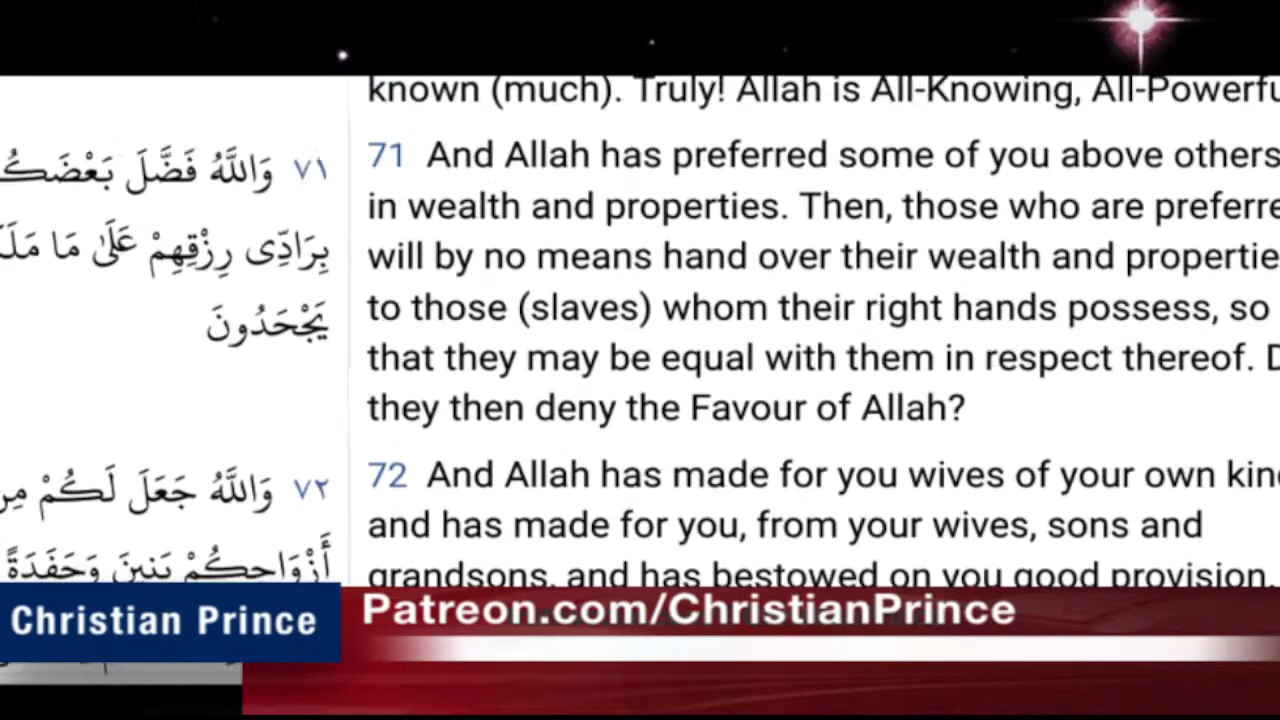 known (much). Truly! Allah is All-Knowing, All-Powerfu
٧١ وَاللَّهُ فَضَّلَ بَعْضَكُ
بِرَادِّى رِزْقِهِمْ عَلَىٰ مَا مَلَ
يَجْحَدُونَ
71 And Allah has preferred some of you above others
in wealth and properties. Then, those who are preferre
will by no means hand over their wealth and propertie
to those (slaves) whom their right hands possess, so
that they may be equal with them in respect thereof. D
they then deny the Favour of Allah?
٧٢ وَاللَّهُ جَعَلَ لَكُمْ مِن
أَزْوَاجِكُمْ بَنِينَ وَحَفَدَةً
72 And Allah has made for you wives of your own kin
and has made for you, from your wives, sons and
grandsons, and has bestowed on you good provision.
Christian Prince
Patreon.com/ChristianPrince